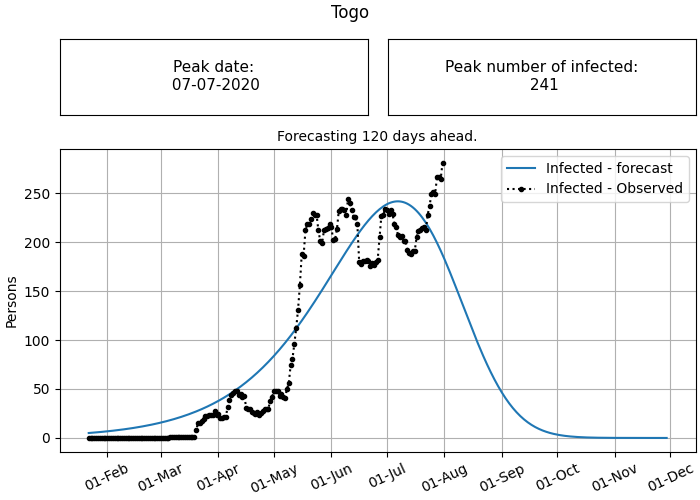 Togo
Peak date:
07-07-2020
Peak number of infected:
241
Forecasting 120 days ahead.
Infected - forecast
Infected - Observed
Persons
250
200
150
100
50
0
01-Feb
01-Mar
01-Apr
01-May
01-Jun
01-Jul
01-Aug
01-Sep
01-Oct
01-Nov
01-Dec